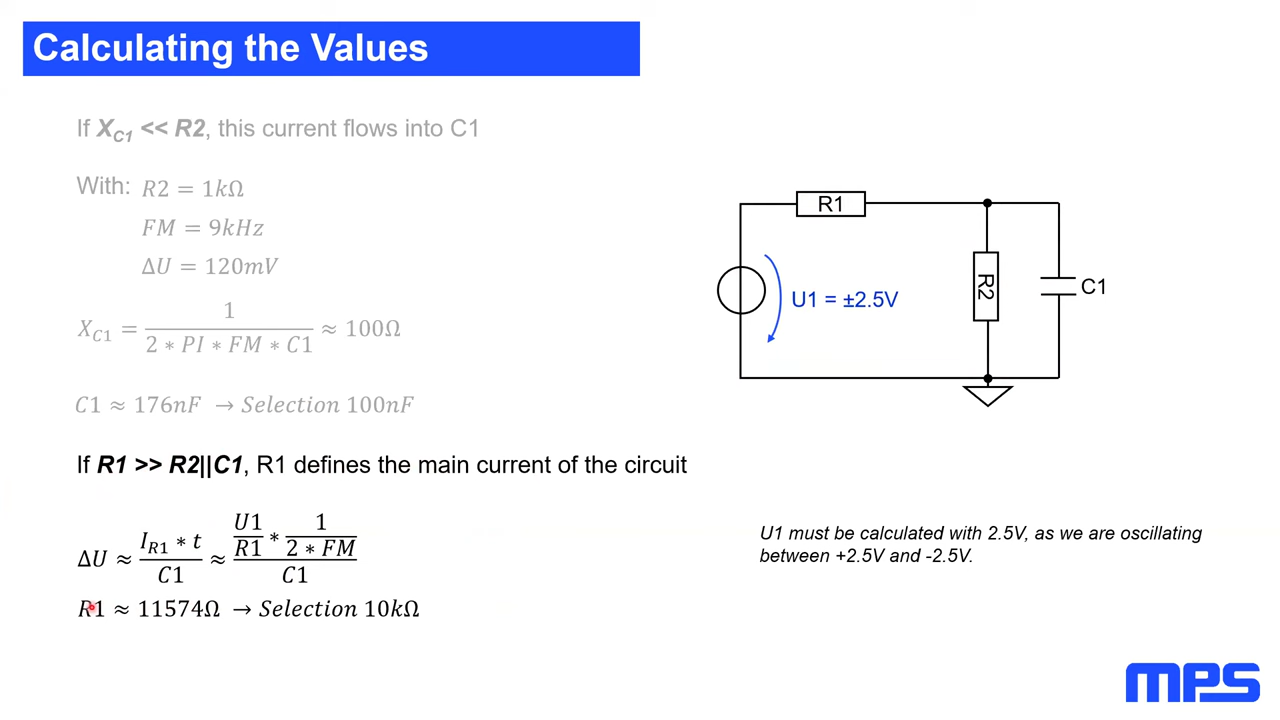 Calculating the Values
If X_C1 << R2, this current flows into C1
With: R2 = 1kΩ
FM = 9kHz
ΔU = 120mV
X_C1 = 1 / (2 * PI * FM * C1) ≈ 100Ω
C1 ≈ 176nF → Selection 100nF
If R1 >> R2||C1, R1 defines the main current of the circuit
ΔU ≈ (I_R1 * t) / C1 ≈ (U1 / R1 * 1 / (2 * FM)) / C1
R1 ≈ 11574Ω → Selection 10kΩ
R1
U1 = ±2.5V
R2
C1
U1 must be calculated with 2.5V, as we are oscillating
between +2.5V and -2.5V.
mps